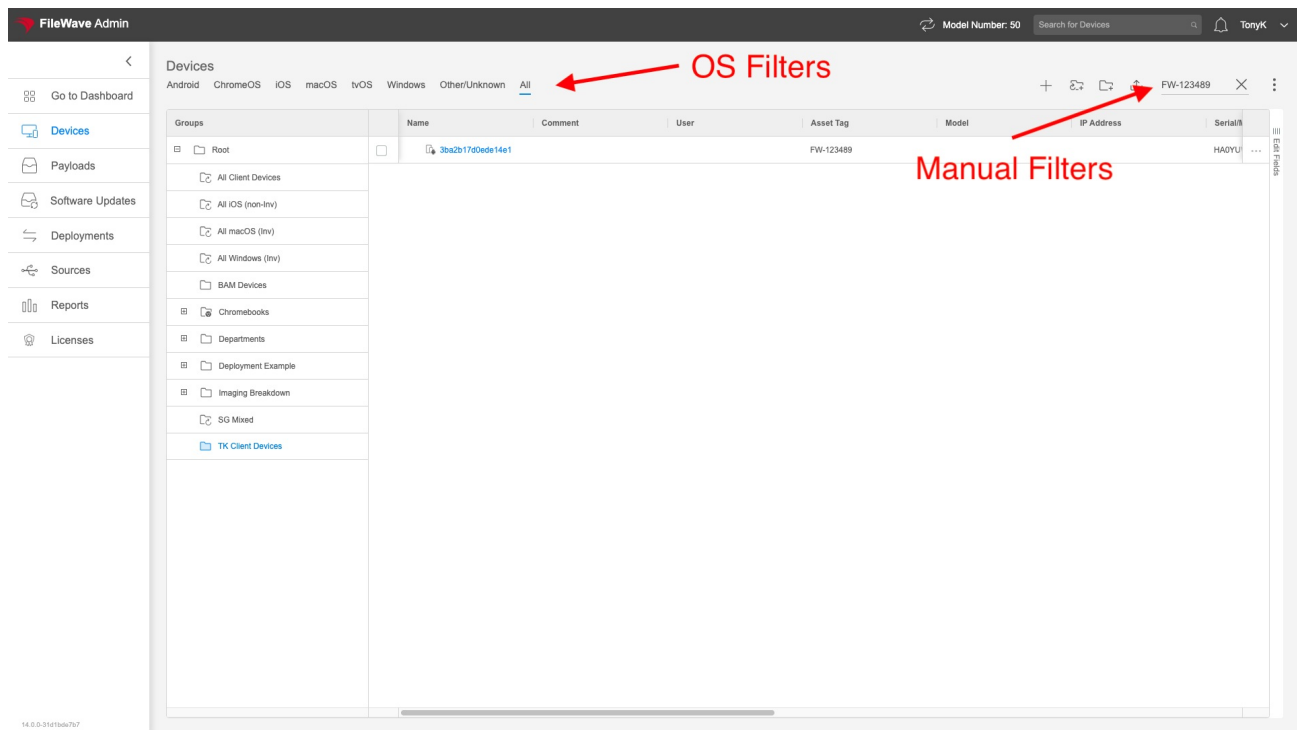 FileWave Admin
Model Number: 50
Search for Devices
TonyK
Go to Dashboard
Devices
Payloads
Software Updates
Deployments
Sources
Reports
Licenses
14.0.0-31d1bde7b7
Devices
Android ChromeOS iOS macOS tvOS Windows Other/Unknown All
OS Filters
FW-123489
Manual Filters
Groups
Name Comment User Asset Tag Model IP Address Serial/M
Root
3ba2b17d0ede14e1 FW-123489 HA0YU
All Client Devices
All iOS (non-Inv)
All macOS (Inv)
All Windows (Inv)
BAM Devices
Chromebooks
Departments
Deployment Example
Imaging Breakdown
SG Mixed
TK Client Devices
Edit Fields